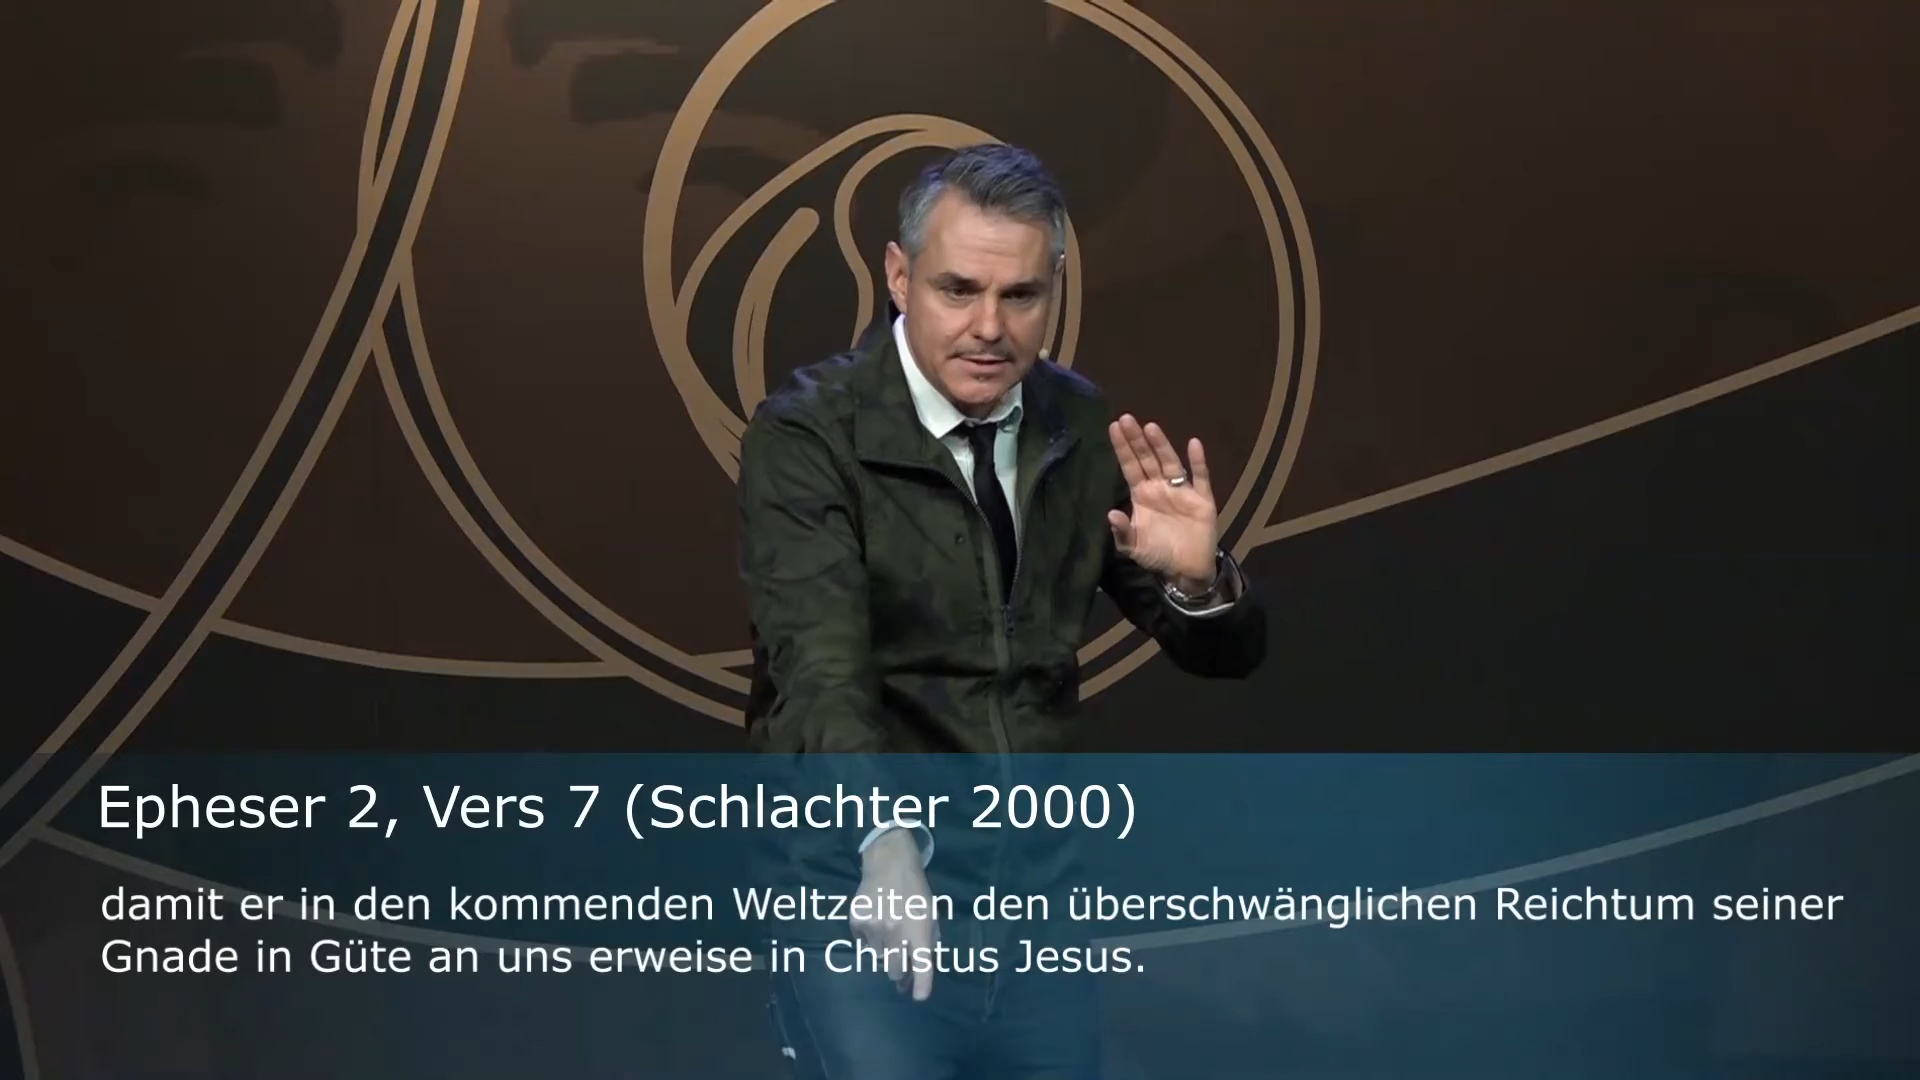 Epheser 2, Vers 7 (Schlachter 2000)
damit er in den kommenden Weltzeiten den überschwänglichen Reichtum seiner
Gnade in Güte an uns erweise in Christus Jesus.